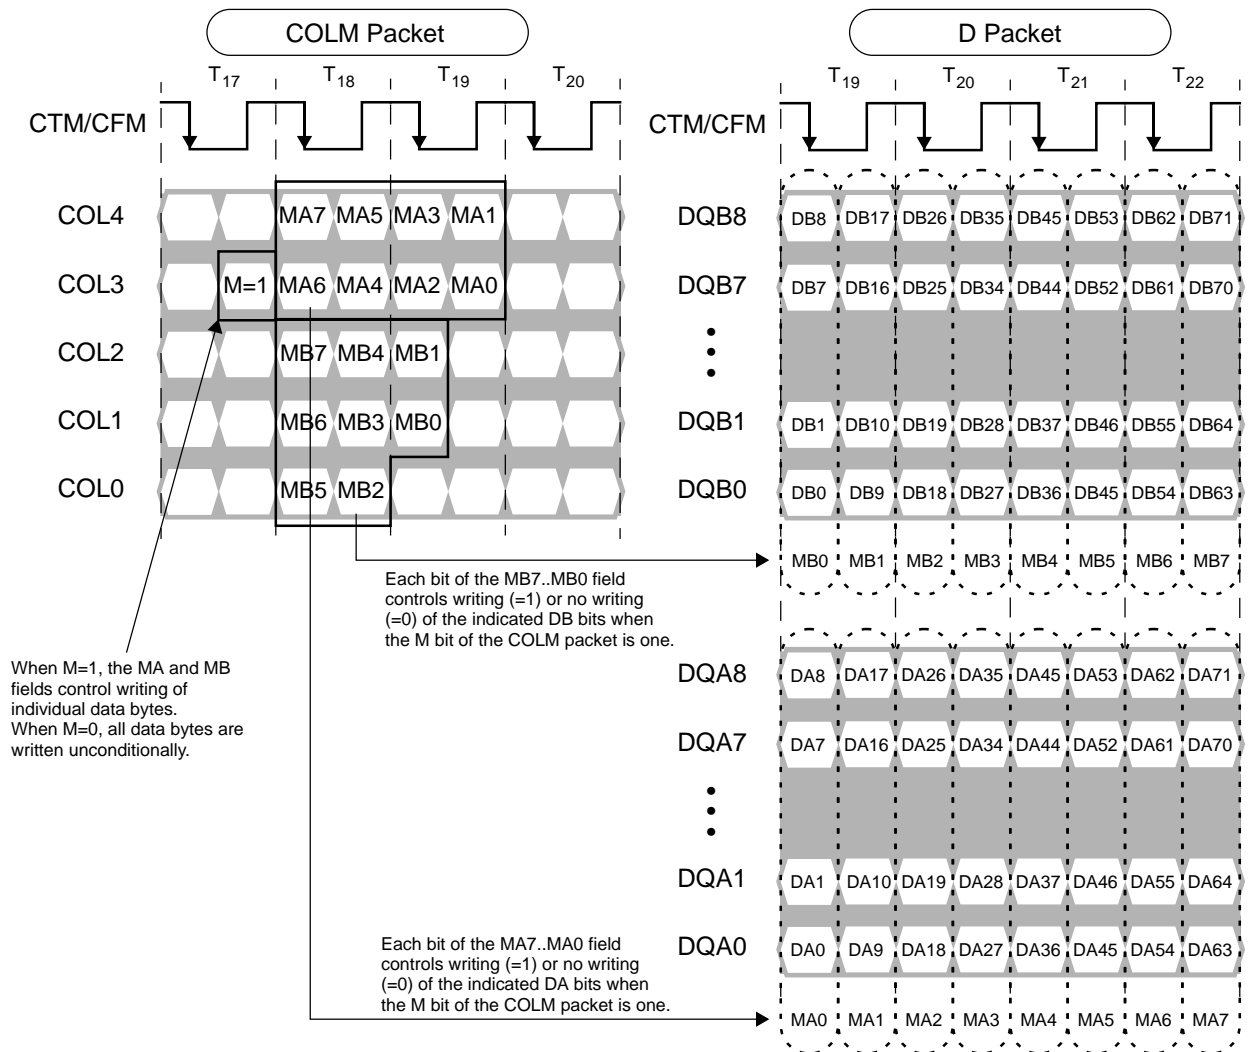 COLM Packet
D Packet
T17 T18 T19 T20
T19 T20 T21 T22
CTM/CFM
CTM/CFM
COL4 MA7 MA5 MA3 MA1
COL3 M=1 MA6 MA4 MA2 MA0
COL2 MB7 MB4 MB1
COL1 MB6 MB3 MB0
COL0 MB5 MB2
DQB8 DB8 DB17 DB26 DB35 DB45 DB53 DB62 DB71
DQB7 DB7 DB16 DB25 DB34 DB44 DB52 DB61 DB70
DQB1 DB1 DB10 DB19 DB28 DB37 DB46 DB55 DB64
DQB0 DB0 DB9 DB18 DB27 DB36 DB45 DB54 DB63
MB0 MB1 MB2 MB3 MB4 MB5 MB6 MB7
Each bit of the MB7..MB0 field
controls writing (=1) or no writing
(=0) of the indicated DB bits when
the M bit of the COLM packet is one.
When M=1, the MA and MB
fields control writing of
individual data bytes.
When M=0, all data bytes are
written unconditionally.
DQA8 DA8 DA17 DA26 DA35 DA45 DA53 DA62 DA71
DQA7 DA7 DA16 DA25 DA34 DA44 DA52 DA61 DA70
DQA1 DA1 DA10 DA19 DA28 DA37 DA46 DA55 DA64
DQA0 DA0 DA9 DA18 DA27 DA36 DA45 DA54 DA63
Each bit of the MA7..MA0 field
controls writing (=1) or no writing
(=0) of the indicated DA bits when
the M bit of the COLM packet is one.
MA0 MA1 MA2 MA3 MA4 MA5 MA6 MA7